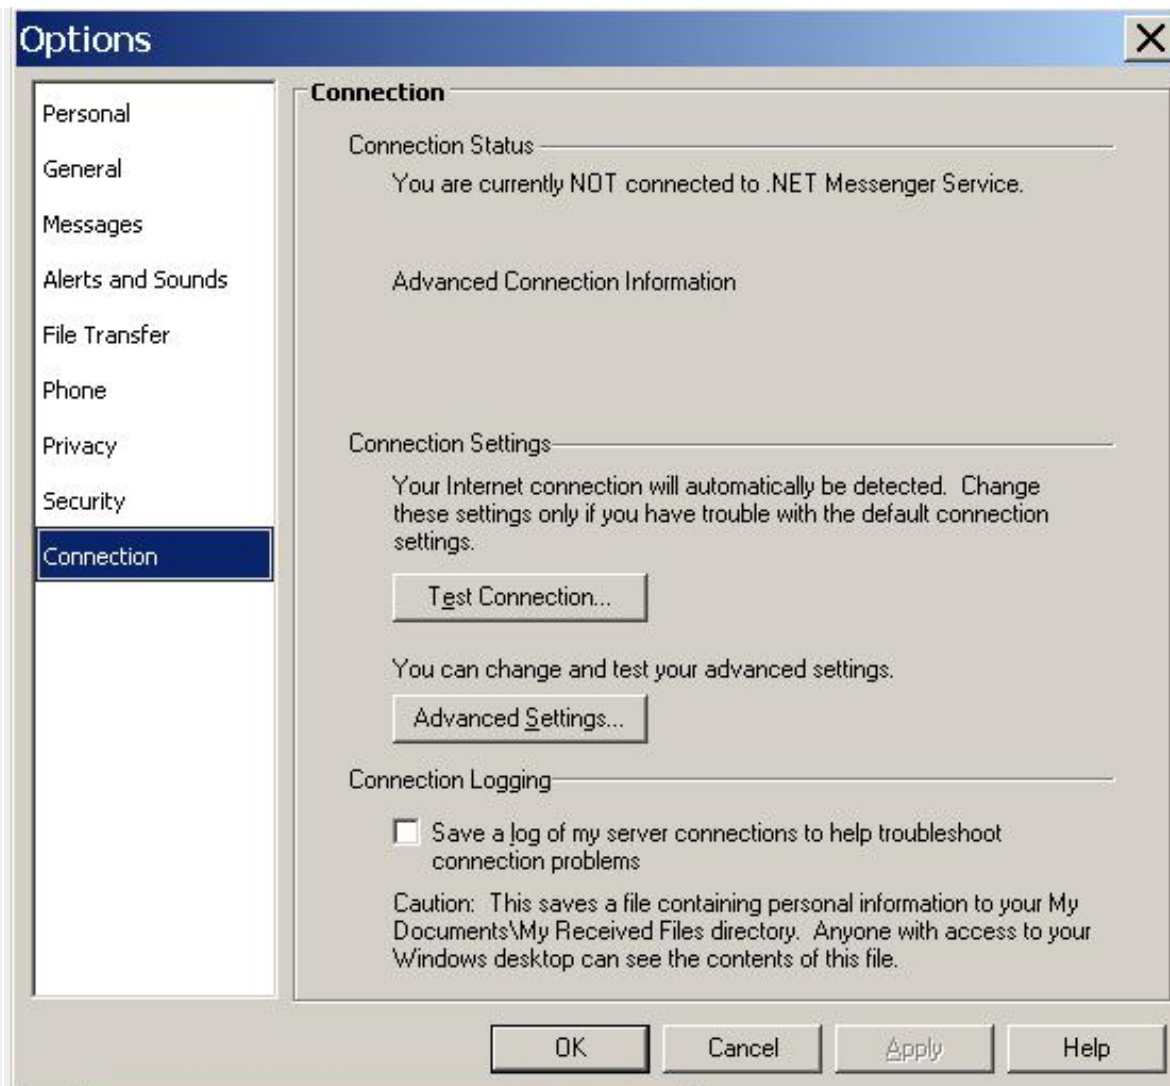 Options
Personal
General
Messages
Alerts and Sounds
File Transfer
Phone
Privacy
Security
Connection
Connection
Connection Status
You are currently NOT connected to .NET Messenger Service.
Advanced Connection Information
Connection Settings
Your Internet connection will automatically be detected.  Change
these settings only if you have trouble with the default connection
settings.
Test Connection...
You can change and test your advanced settings.
Advanced Settings...
Connection Logging
Save a log of my server connections to help troubleshoot
connection problems
Caution:  This saves a file containing personal information to your My
Documents\My Received Files directory.  Anyone with access to your
Windows desktop can see the contents of this file.
OK
Cancel
Apply
Help